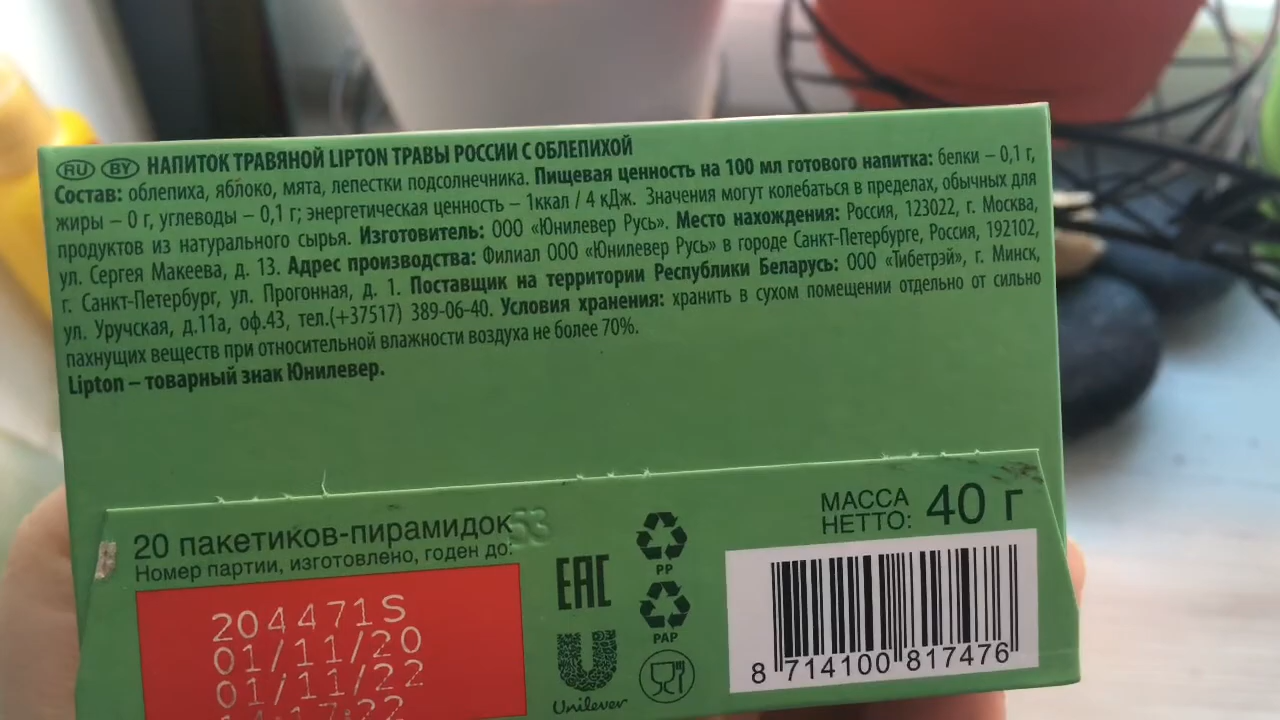 RU BY НАПИТОК ТРАВЯНОЙ LIPTON ТРАВЫ РОССИИ С ОБЛЕПИХОЙ
Состав: облепиха, яблоко, мята, лепестки подсолнечника. Пищевая ценность на 100 мл готового напитка: белки – 0,1 г,
жиры – 0 г, углеводы – 0,1 г; энергетическая ценность – 1ккал / 4 кДж. Значения могут колебаться в пределах, обычных для
продуктов из натурального сырья. Изготовитель: ООО «Юнилевер Русь». Место нахождения: Россия, 123022, г. Москва,
ул. Сергея Макеева, д. 13. Адрес производства: Филиал ООО «Юнилевер Русь» в городе Санкт-Петербурге, Россия, 192102,
г. Санкт-Петербург, ул. Прогонная, д. 1. Поставщик на территории Республики Беларусь: ООО «Тибетрэй», г. Минск,
ул. Уручская, д.11а, оф.43, тел.(+37517) 389-06-40. Условия хранения: хранить в сухом помещении отдельно от сильно
пахнущих веществ при относительной влажности воздуха не более 70%.
Lipton – товарный знак Юнилевер.
20 пакетиков-пирамидок
Номер партии, изготовлено, годен до:
204471S
01/11/20
01/11/22
14:17:22
EAC
Unilever
PP
PAP
МАССА
НЕТТО: 40 г
8 714100 817476